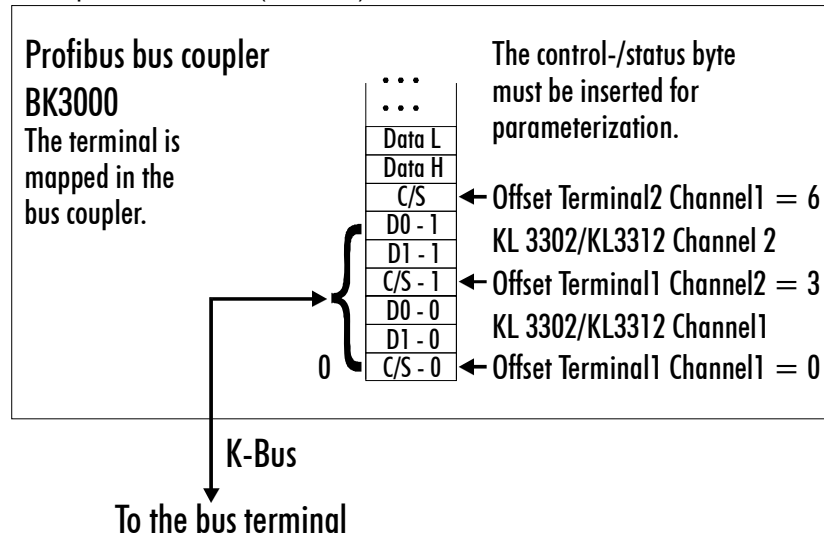 Profibus bus coupler
BK3000
The terminal is
mapped in the
bus coupler.
The control-/status byte
must be inserted for
parameterization.
...
...
Data L
Data H
C/S
D0 - 1
D1 - 1
C/S - 1
D0 - 0
D1 - 0
C/S - 0
0
Offset Terminal2 Channel1 = 6
KL 3302/KL3312 Channel 2
Offset Terminal1 Channel2 = 3
KL 3302/KL3312 Channel1
Offset Terminal1 Channel1 = 0
K-Bus
To the bus terminal